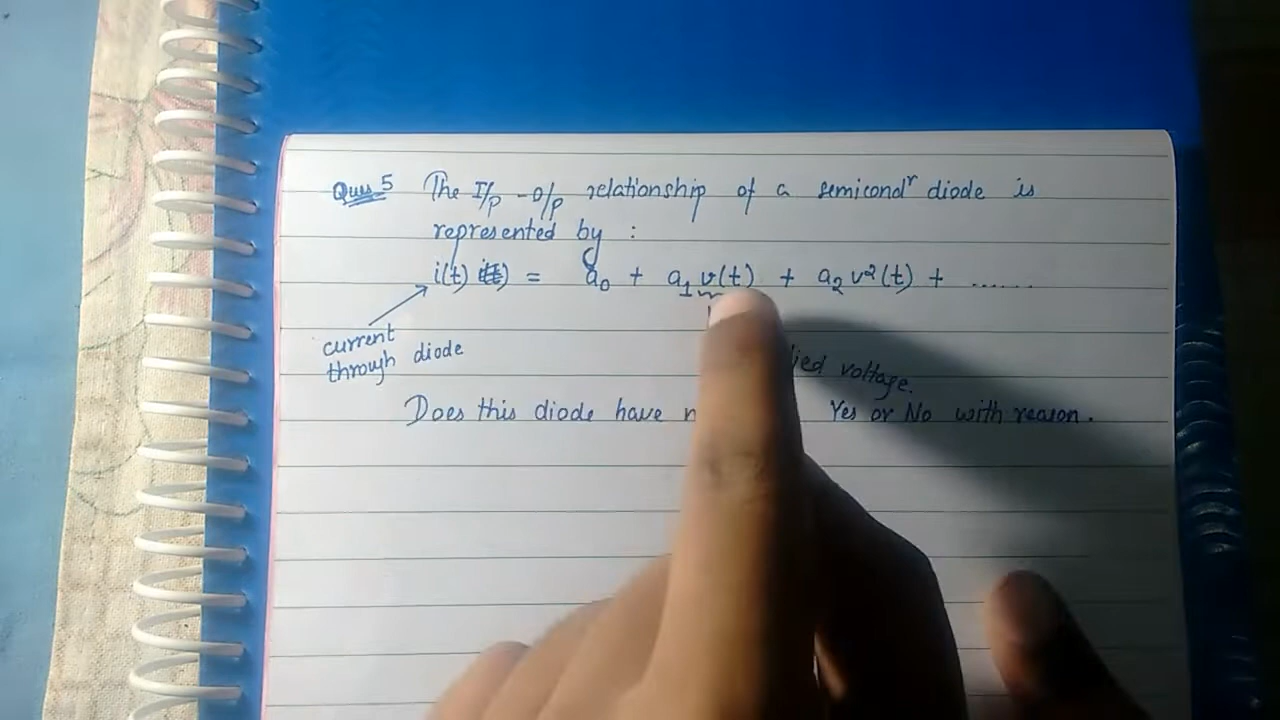 Ques 5 The I/p - o/p relationship of a semicondr diode is
represented by :
i(t) = a0 + a1 v(t) + a2 v2(t) + ......
current
through diode
voltage.
Does this diode have Yes or No with reason.